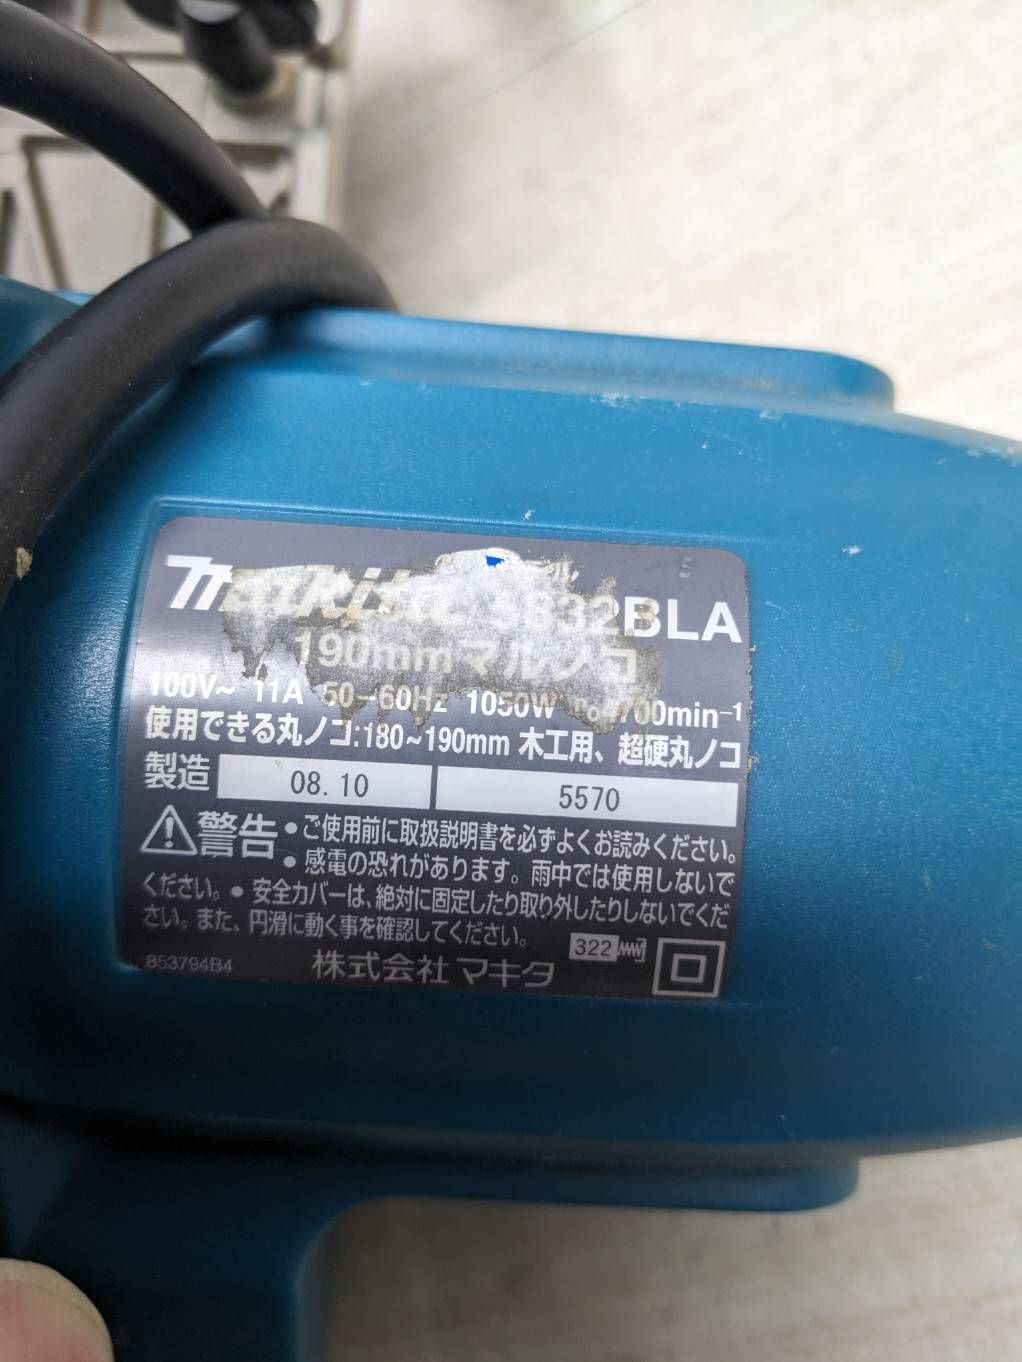 Makita 5832BLA
190mmマルノコ
100V~ 11A 50-60Hz 1050W n₀4700min⁻¹
使用できる丸ノコ:180~190mm 木工用、超硬丸ノコ
製造 08.10 5570
警告 •ご使用前に取扱説明書を必ずよくお読みください。
•感電の恐れがあります。雨中では使用しないで
ください。•安全カバーは、絶対に固定したり取り外したりしないでくだ
さい。また、円滑に動く事を確認してください。
853794B4 株式会社マキタ 322